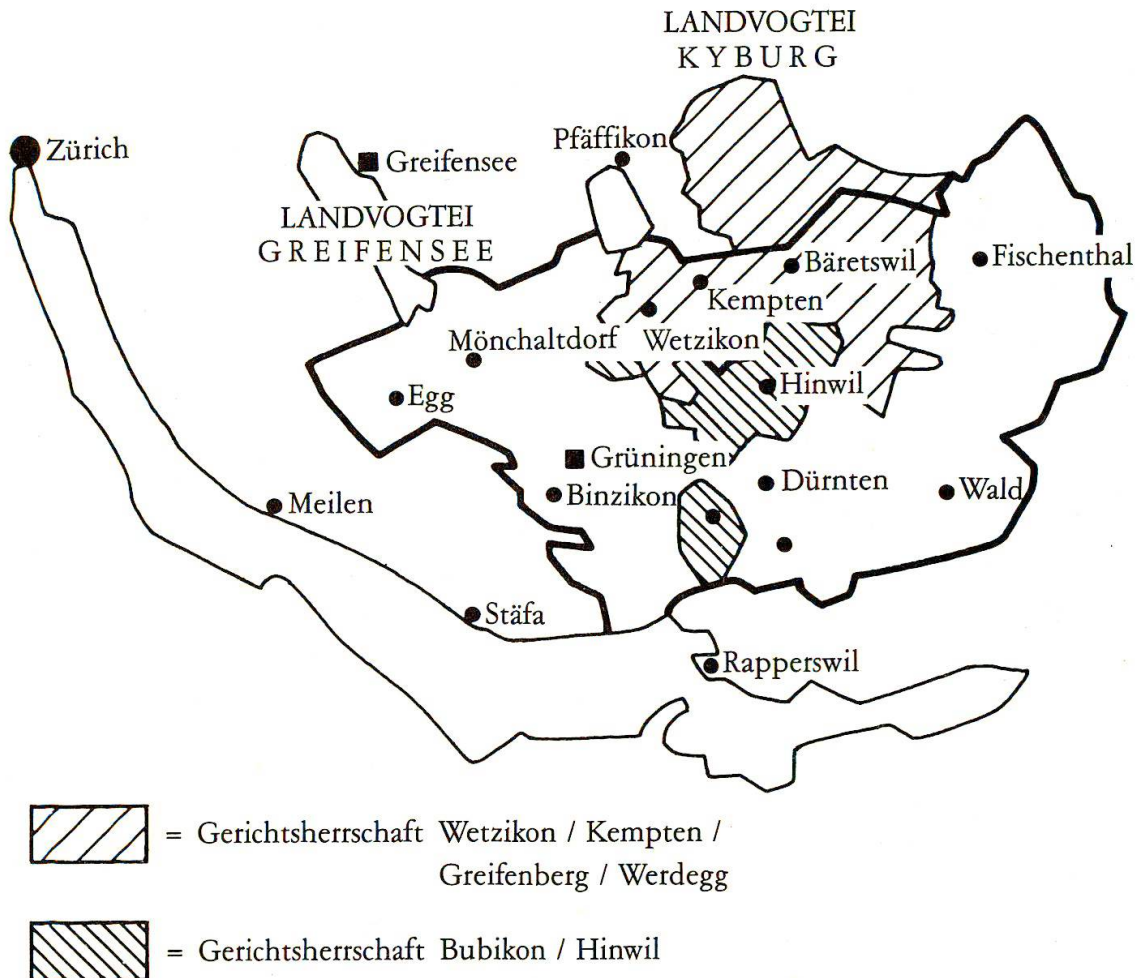 LANDVOGTEI
KYBURG
Zürich
Pfäffikon
Greifensee
LANDVOGTEI
GREIFENSEE
Bäretswil
Fischenthal
Kempten
Mönchaltdorf
Wetzikon
Egg
Hinwil
Grüningen
Dürnten
Binzikon
Wald
Meilen
Stäfa
Rapperswil
= Gerichtsherrschaft Wetzikon / Kempten /
Greifenberg / Werdegg
= Gerichtsherrschaft Bubikon / Hinwil